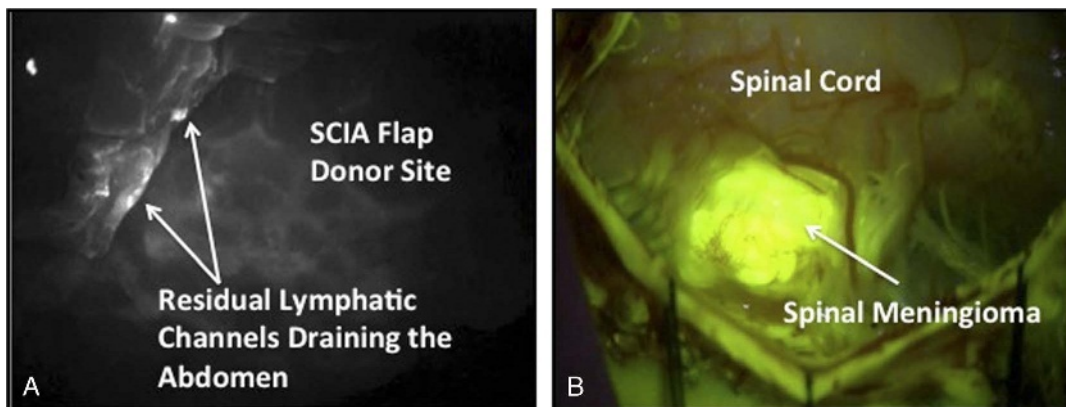 SCIA Flap
Donor Site
Residual Lymphatic
Channels Draining the
Abdomen
A
Spinal Cord
Spinal Meningioma
B